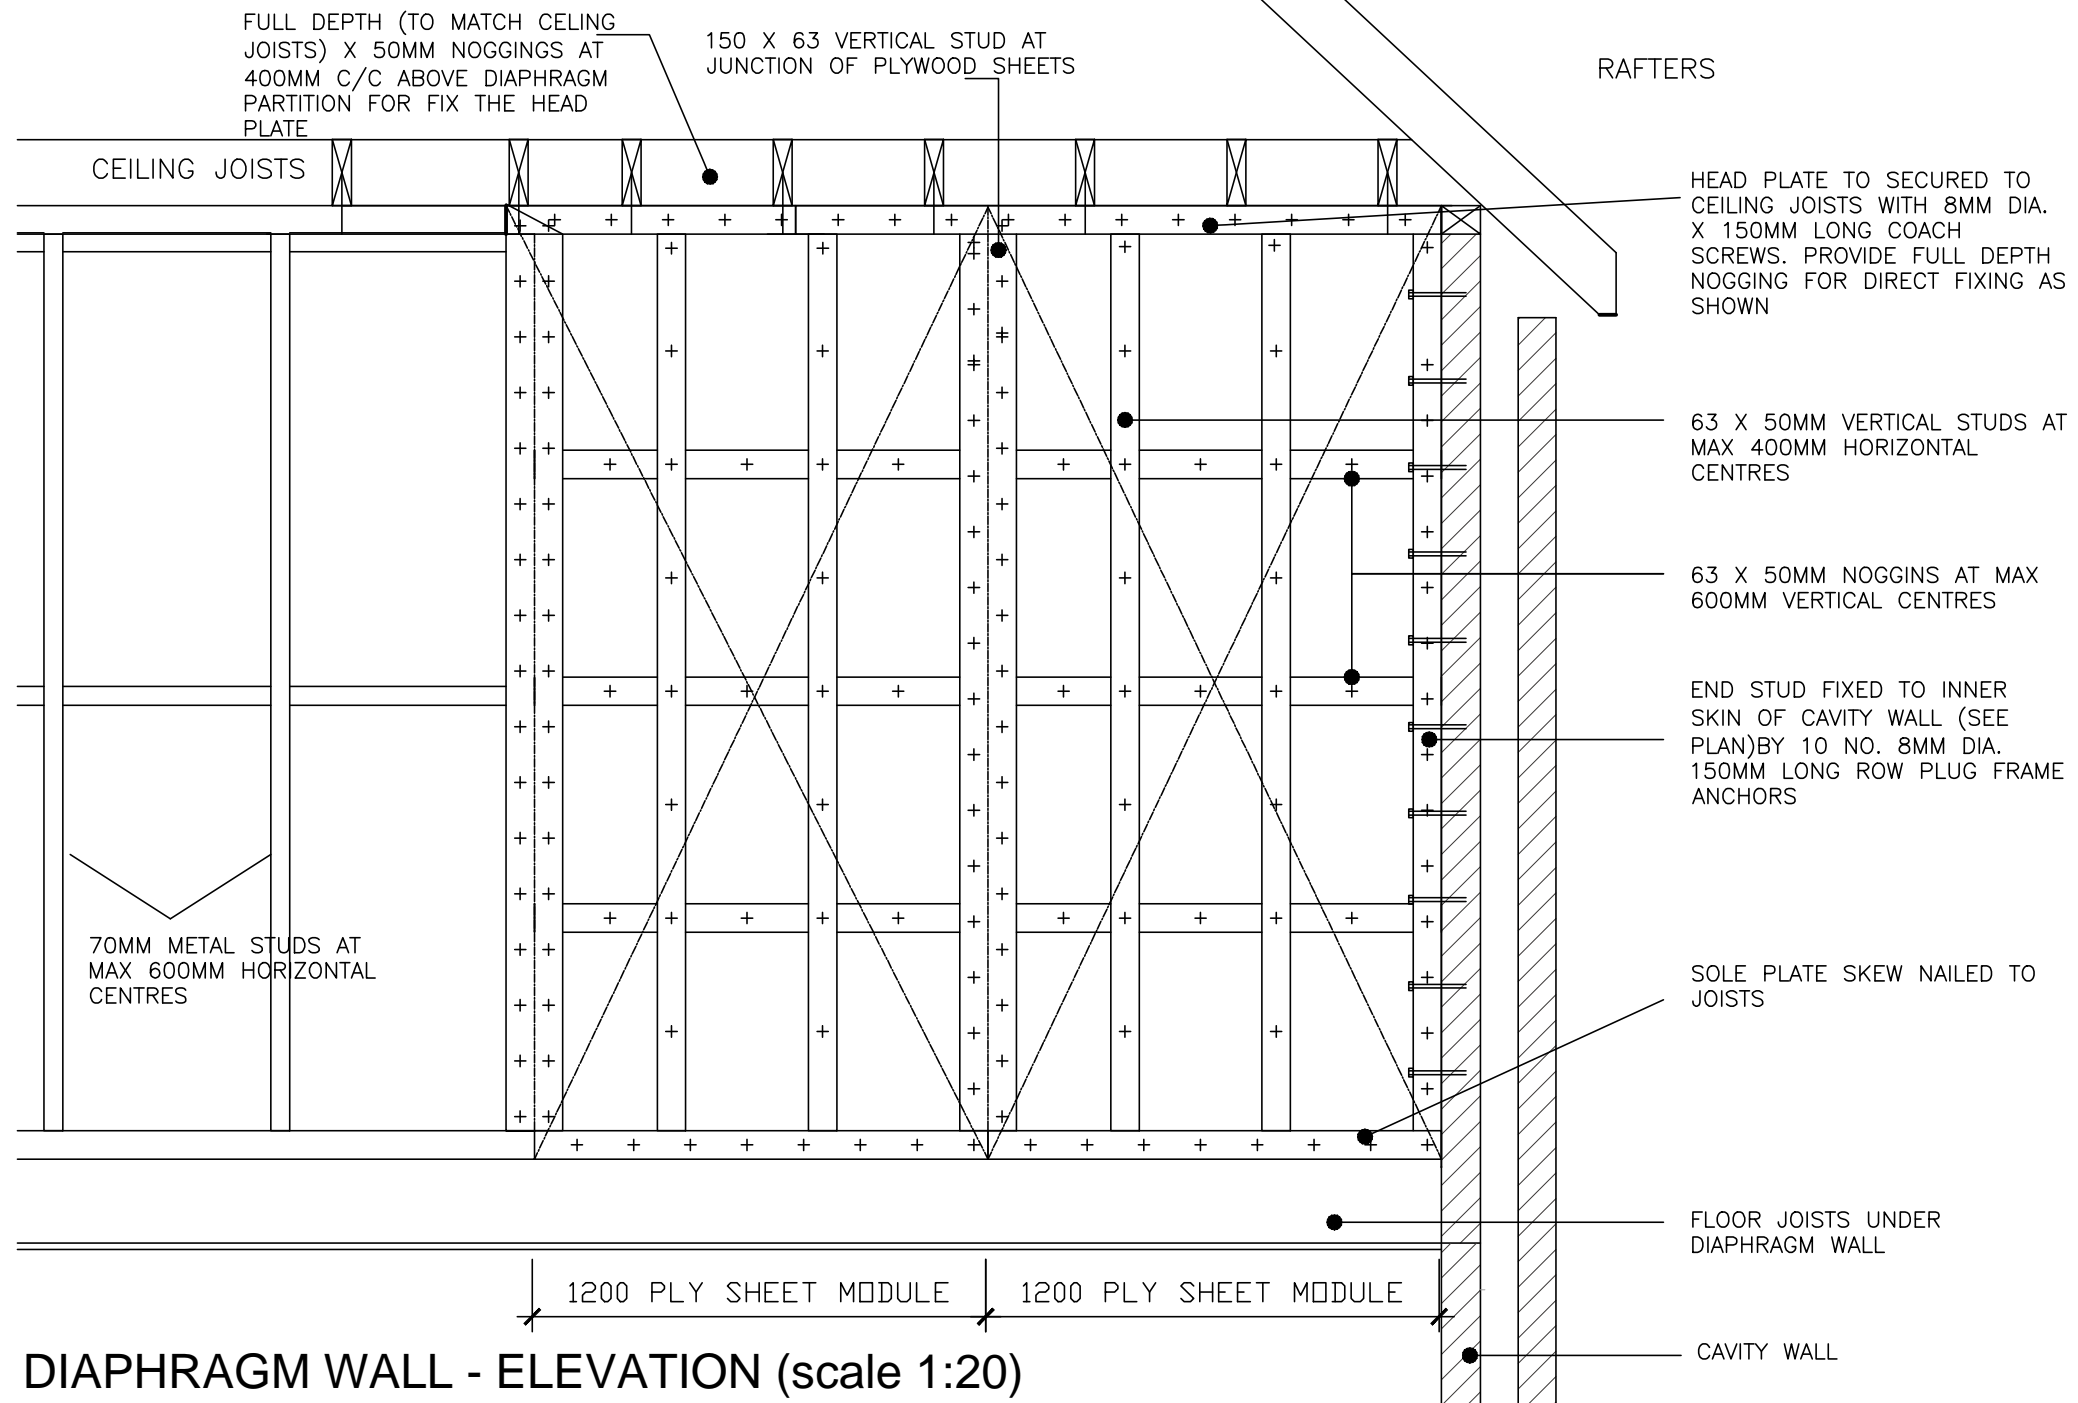 FULL DEPTH (TO MATCH CELING
JOISTS) X 50MM NOGGINGS AT
400MM C/C ABOVE DIAPHRAGM
PARTITION FOR FIX THE HEAD
PLATE
150 X 63 VERTICAL STUD AT
JUNCTION OF PLYWOOD SHEETS
RAFTERS
CEILING JOISTS
HEAD PLATE TO SECURED TO
CEILING JOISTS WITH 8MM DIA.
X 150MM LONG COACH
SCREWS. PROVIDE FULL DEPTH
NOGGING FOR DIRECT FIXING AS
SHOWN
63 X 50MM VERTICAL STUDS AT
MAX 400MM HORIZONTAL
CENTRES
63 X 50MM NOGGINS AT MAX
600MM VERTICAL CENTRES
END STUD FIXED TO INNER
SKIN OF CAVITY WALL (SEE
PLAN)BY 10 NO. 8MM DIA.
150MM LONG ROW PLUG FRAME
ANCHORS
70MM METAL STUDS AT
MAX 600MM HORIZONTAL
CENTRES
SOLE PLATE SKEW NAILED TO
JOISTS
FLOOR JOISTS UNDER
DIAPHRAGM WALL
1200 PLY SHEET MODULE
1200 PLY SHEET MODULE
CAVITY WALL
DIAPHRAGM WALL - ELEVATION (scale 1:20)